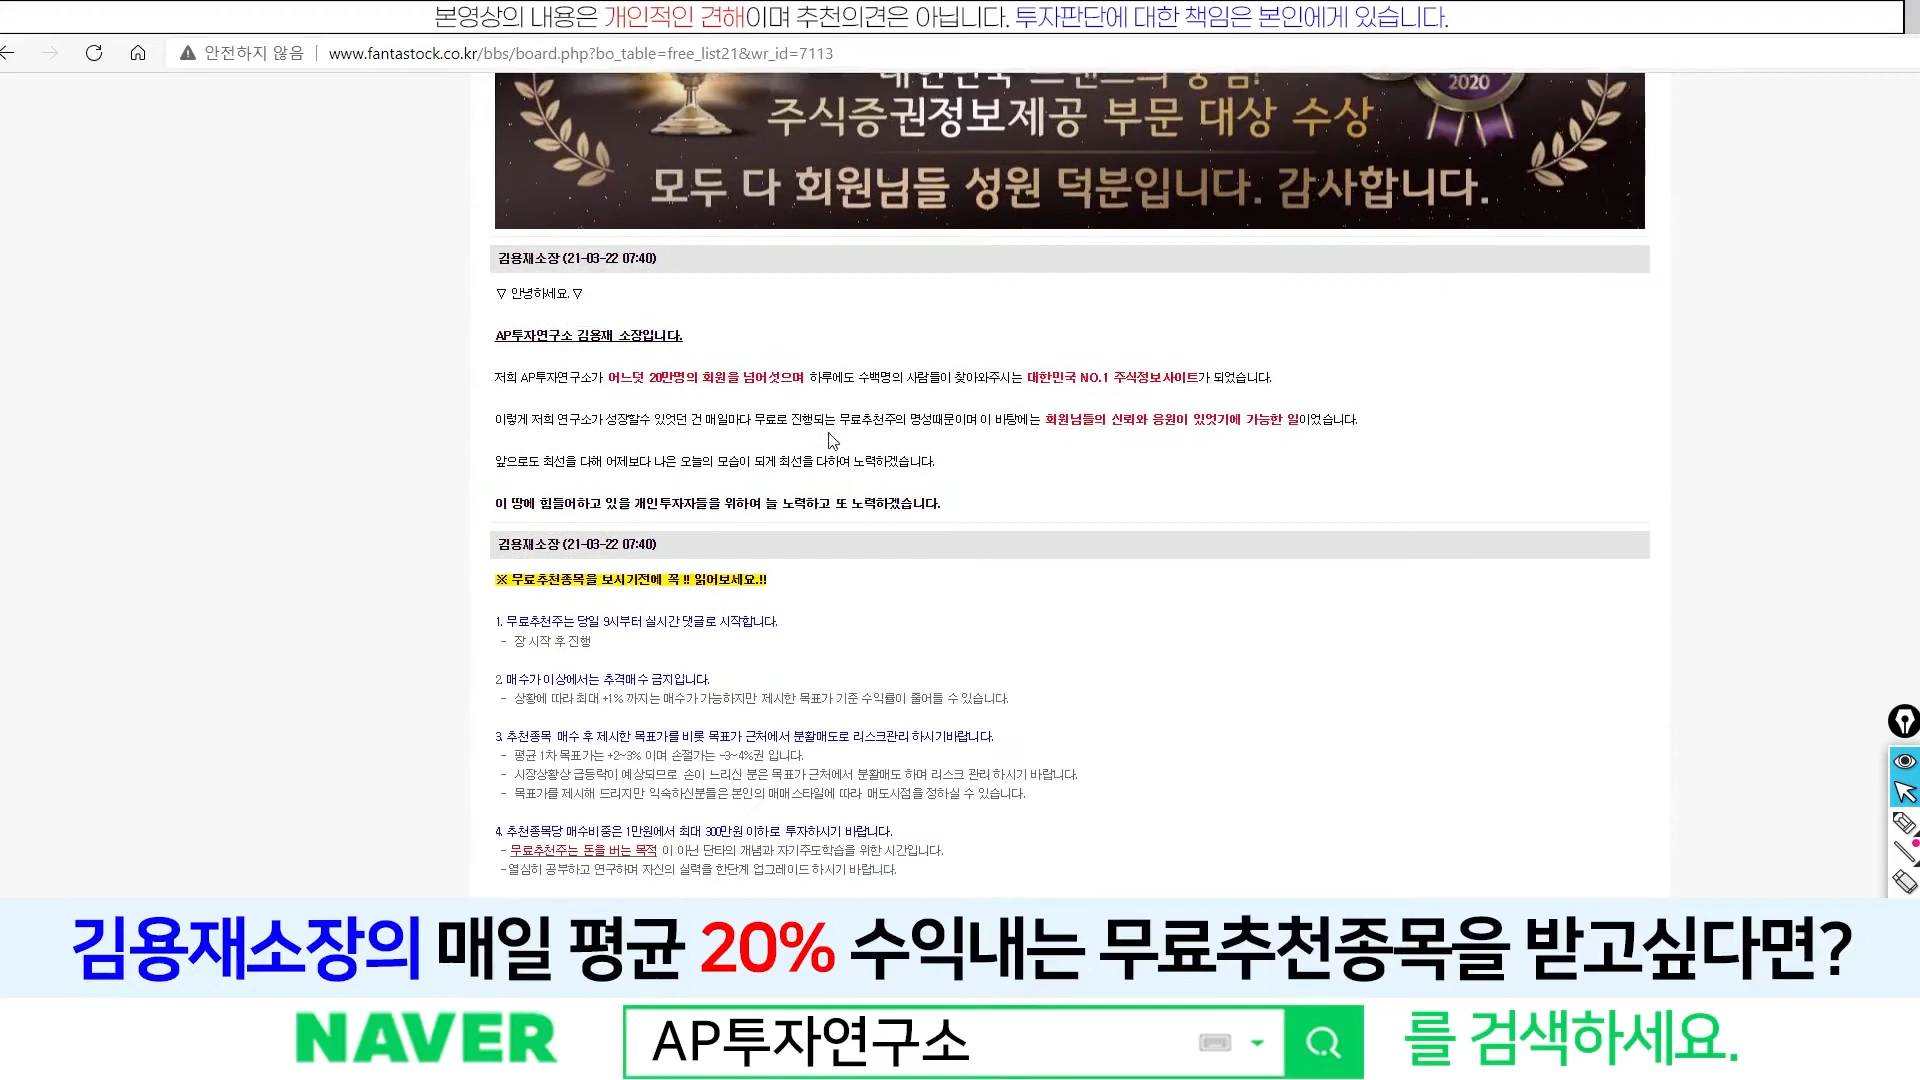 본영상의 내용은 개인적인 견해이며 추천의견은 아닙니다. 투자판단에 대한 책임은 본인에게 있습니다.
안전하지 않음 | www.fantastock.co.kr/bbs/board.php?bo_table=free_list21&wr_id=7113
2020
주식증권정보제공 부문 대상 수상
모두 다 회원님들 성원 덕분입니다. 감사합니다.
김용재소장 (21-03-22 07:40)
▽ 안녕하세요. ▽
AP투자연구소 김용재 소장입니다.
저희 AP투자연구소가 어느덧 20만명의 회원을 넘어섯으며 하루에도 수백명의 사람들이 찾아와주시는 대한민국 NO.1 주식정보사이트가 되었습니다.
이렇게 저희 연구소가 성장할수 있엇던 건 매일마다 무료로 진행되는 무료추천주의 명성때문이며 이 바탕에는 회원님들의 신뢰와 응원이 있엇기에 가능한 일이었습니다.
앞으로도 최선을 다해 어제보다 나은 오늘의 모습이 되게 최선을 다하여 노력하겠습니다.
이 땅에 힘들어하고 있을 개인투자자들을 위하여 늘 노력하고 또 노력하겠습니다.
김용재소장 (21-03-22 07:40)
※ 무료추천종목을 보시기전에 꼭 !! 읽어보세요.!!
1. 무료추천주는 당일 9시부터 실시간 댓글로 시작합니다.
- 장 시작 후 진행
2. 매수가 이상에서는 추격매수 금지입니다.
- 상황에 따라 최대 +1% 까지는 매수가 가능하지만 제시한 목표가 기준 수익률이 줄어들 수 있습니다.
3. 추천종목 매수 후 제시한 목표가를 비롯 목표가 근처에서 분할매도로 리스크관리 하시기바랍니다.
- 평균 1차 목표가는 +2~3% 이며 손절가는 -3~4%권 입니다.
- 시장상황상 급등락이 예상되므로 손이 느리신 분은 목표가 근처에서 분할매도 하며 리스크 관리 하시기 바랍니다.
- 목표가를 제시해 드리지만 익숙하신분들은 본인의 매매스타일에 따라 매도시점을 정하실 수 있습니다.
4. 추천종목당 매수비중은 1만원에서 최대 300만원 이하로 투자하시기 바랍니다.
- 무료추천주는 돈을 버는 목적 이 아닌 단타의 개념과 자기주도학습을 위한 시간입니다.
- 열심히 공부하고 연구하며 자신의 실력을 한단계 업그레이드 하시기 바랍니다.
김용재소장의 매일 평균 20% 수익내는 무료추천종목을 받고싶다면?
NAVER AP투자연구소 를 검색하세요.